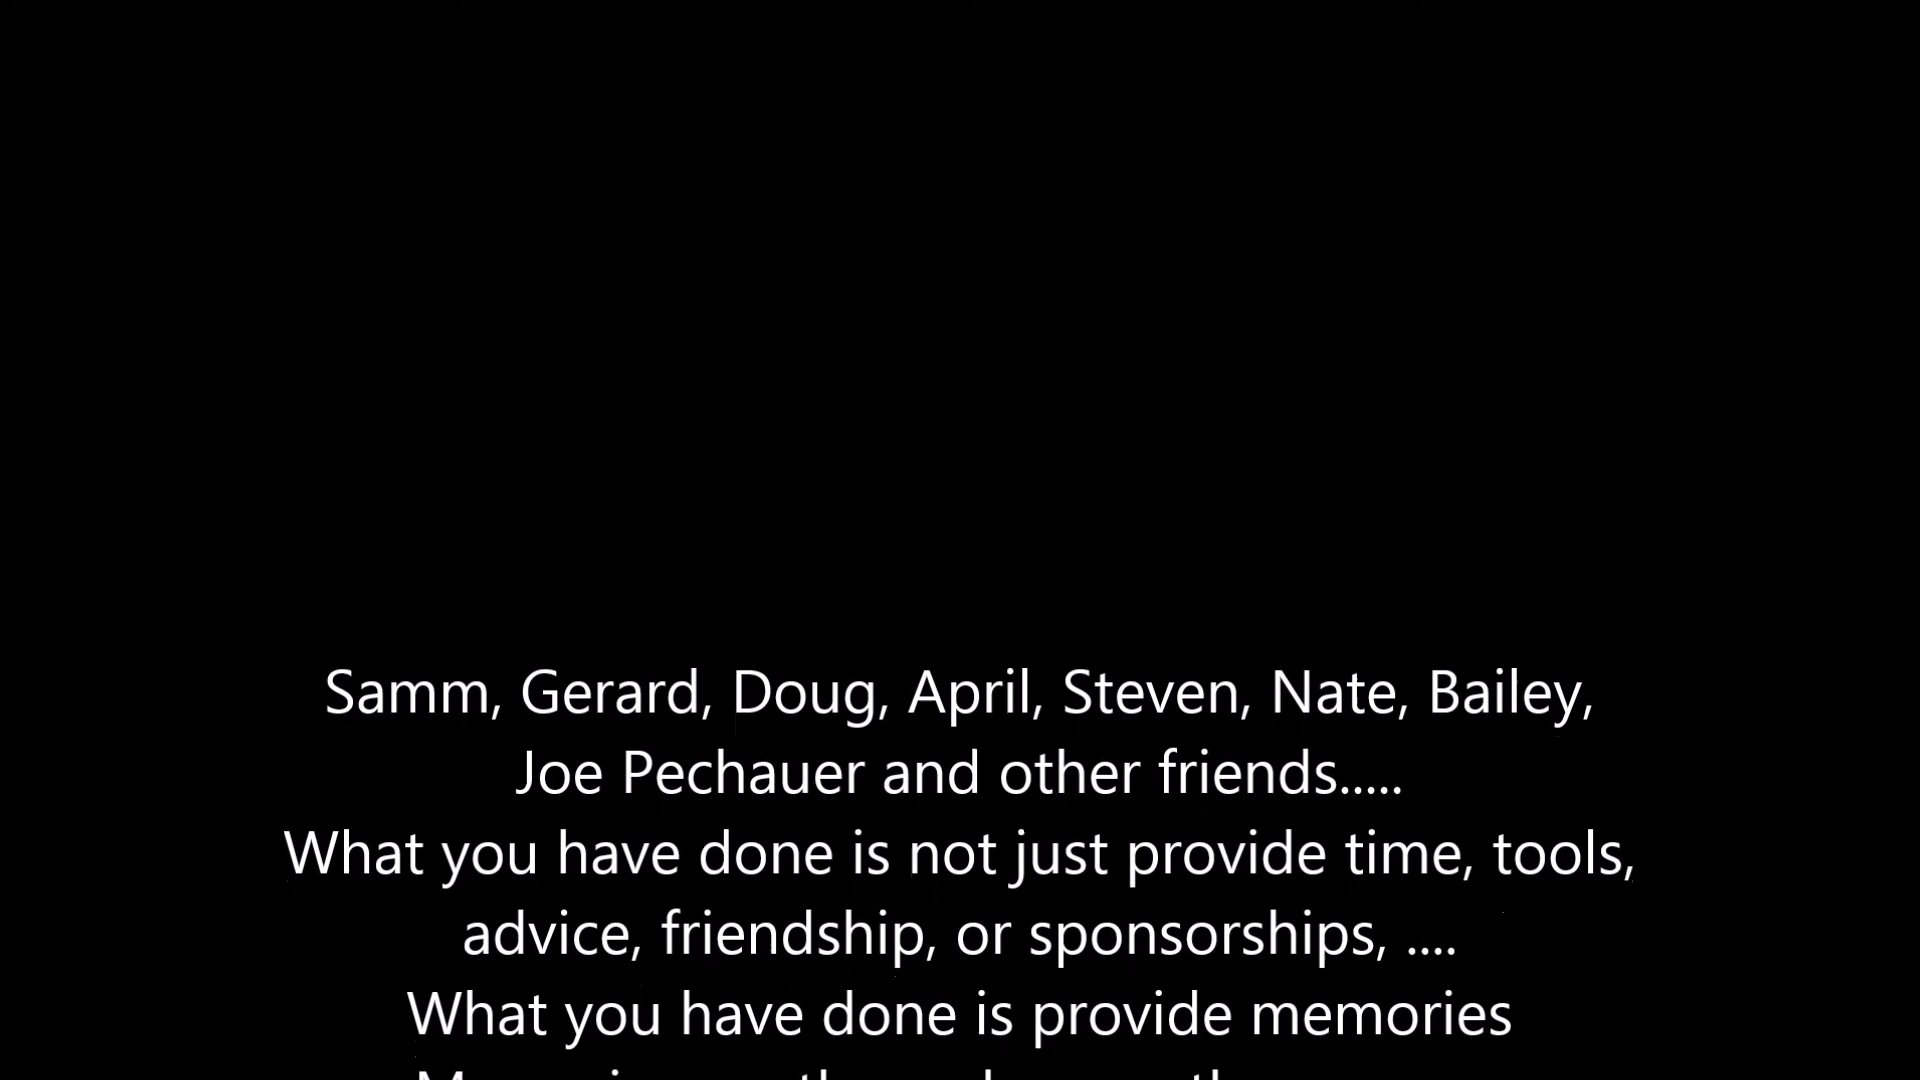 Samm, Gerard, Doug, April, Steven, Nate, Bailey,
Joe Pechauer and other friends.....
What you have done is not just provide time, tools,
advice, friendship, or sponsorships, ....
What you have done is provide memories